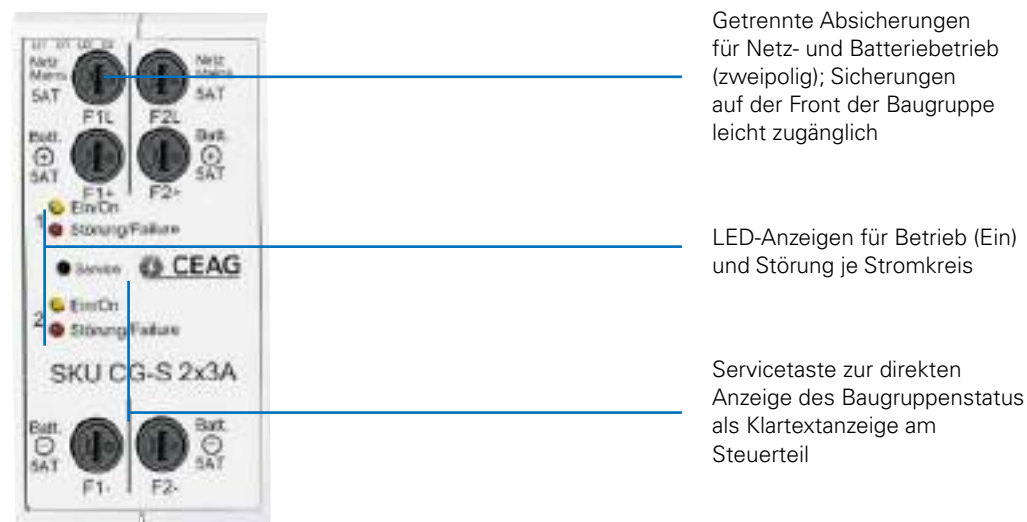 Netz
Mains
5AT
F1L
F2L
Netz
Mains
5AT
Batt.
5AT
F1+
F2+
Batt.
5AT
1
Ein/On
Störung/Failure
Service
CEAG
2
Ein/On
Störung/Failure
SKU CG-S 2x3A
Batt.
5AT
F1-
F2-
Batt.
5AT
Getrennte Absicherungen
für Netz- und Batteriebetrieb
(zweipolig); Sicherungen
auf der Front der Baugruppe
leicht zugänglich
LED-Anzeigen für Betrieb (Ein)
und Störung je Stromkreis
Servicetaste zur direkten
Anzeige des Baugruppenstatus
als Klartextanzeige am
Steuerteil